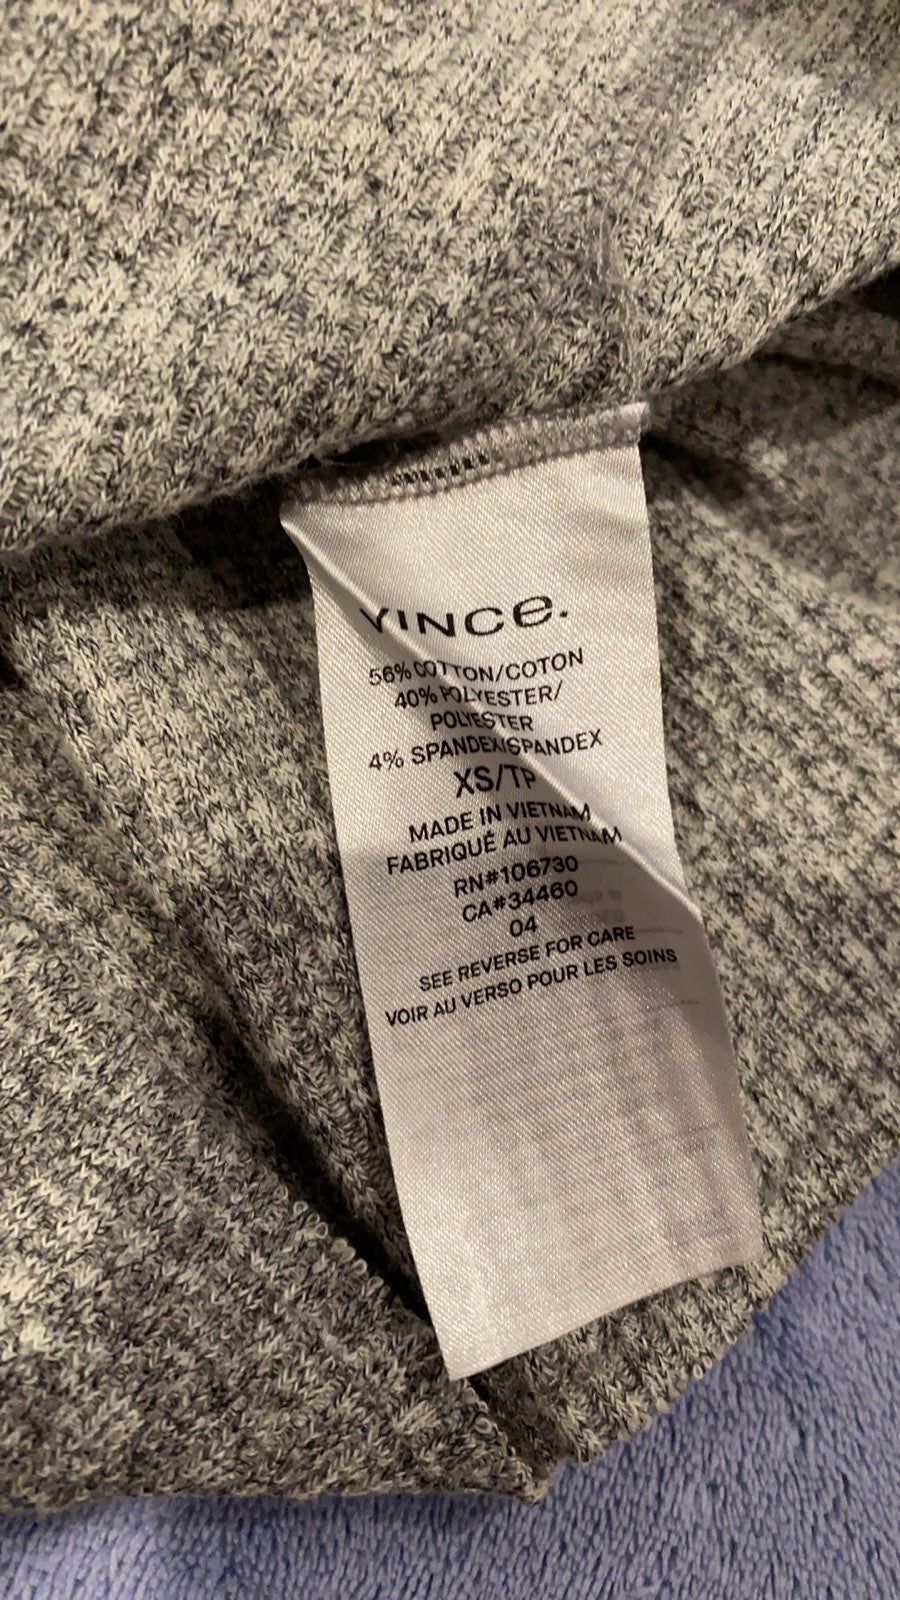 VINCe.
56% COTTON/COTON
40% POLYESTER/
POLYESTER
4% SPANDEX/SPANDEX
XS/TP
MADE IN VIETNAM
FABRIQUÉ AU VIETNAM
RN#106730
CA#34460
04
SEE REVERSE FOR CARE
VOIR AU VERSO POUR LES SOINS